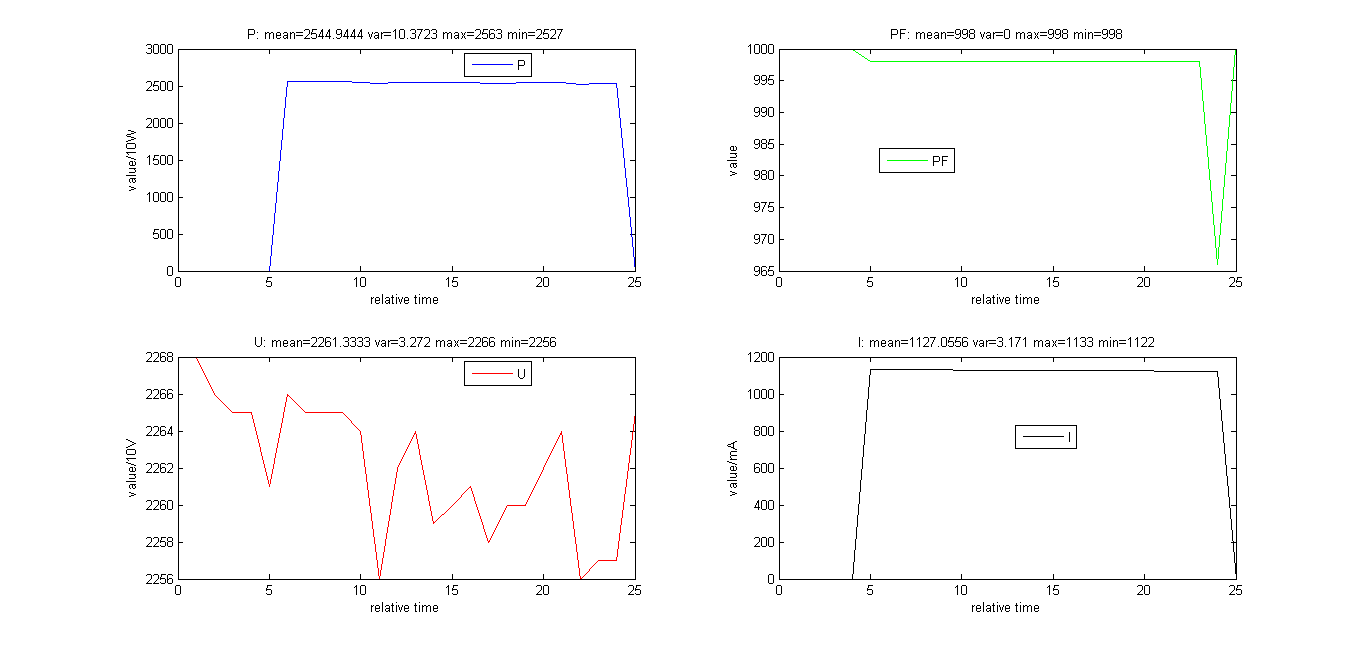 P: mean=2544.9444 var=10.3723 max=2563 min=2527
3000
2500
2000
1500
1000
500
0
value/10W
P
0 5 10 15 20 25
relative time
PF: mean=998 var=0 max=998 min=998
1000
995
990
985
980
975
970
965
value
PF
0 5 10 15 20 25
relative time
U: mean=2261.3333 var=3.272 max=2266 min=2256
2268
2266
2264
2262
2260
2258
2256
value/10V
U
0 5 10 15 20 25
relative time
I: mean=1127.0556 var=3.171 max=1133 min=1122
1200
1000
800
600
400
200
0
value/mA
I
0 5 10 15 20 25
relative time